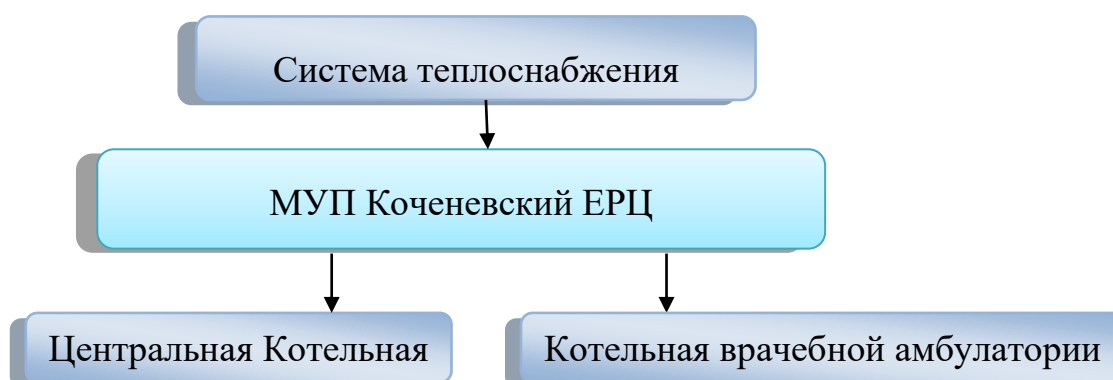 Система теплоснабжения
МУП Коченевский ЕРЦ
Центральная Котельная
Котельная врачебной амбулатории